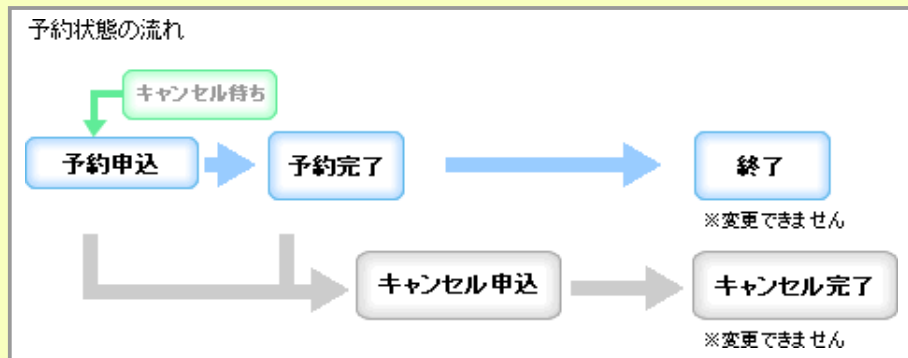 予約状態の流れ
キャンセル待ち
予約申込
予約完了
終了
※変更できません
キャンセル申込
キャンセル完了
※変更できません